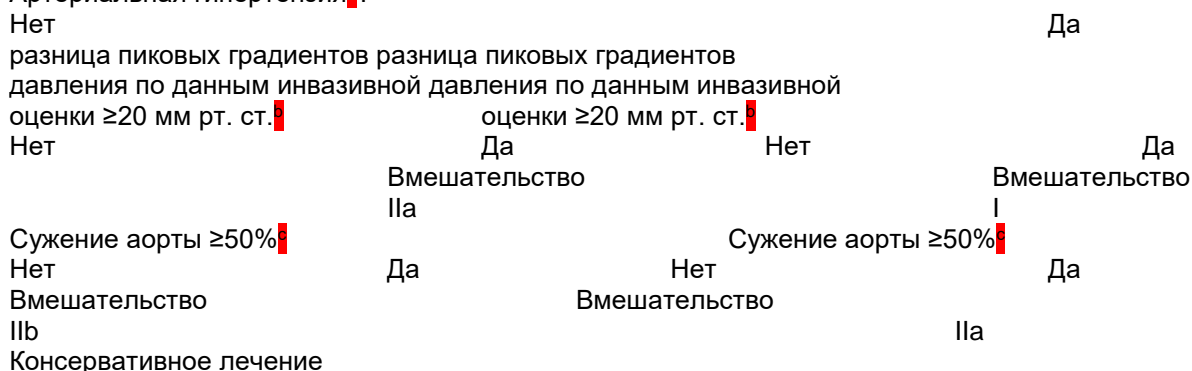 Нет Да
разница пиковых градиентов разница пиковых градиентов
давления по данным инвазивной давления по данным инвазивной
оценки ≥20 мм рт. ст.b оценки ≥20 мм рт. ст.b
Нет Да Нет Да
Вмешательство Вмешательство
IIa I
Сужение аорты ≥50%c Сужение аорты ≥50%c
Нет Да Нет Да
Вмешательство Вмешательство
IIb IIa
Консервативное лечение